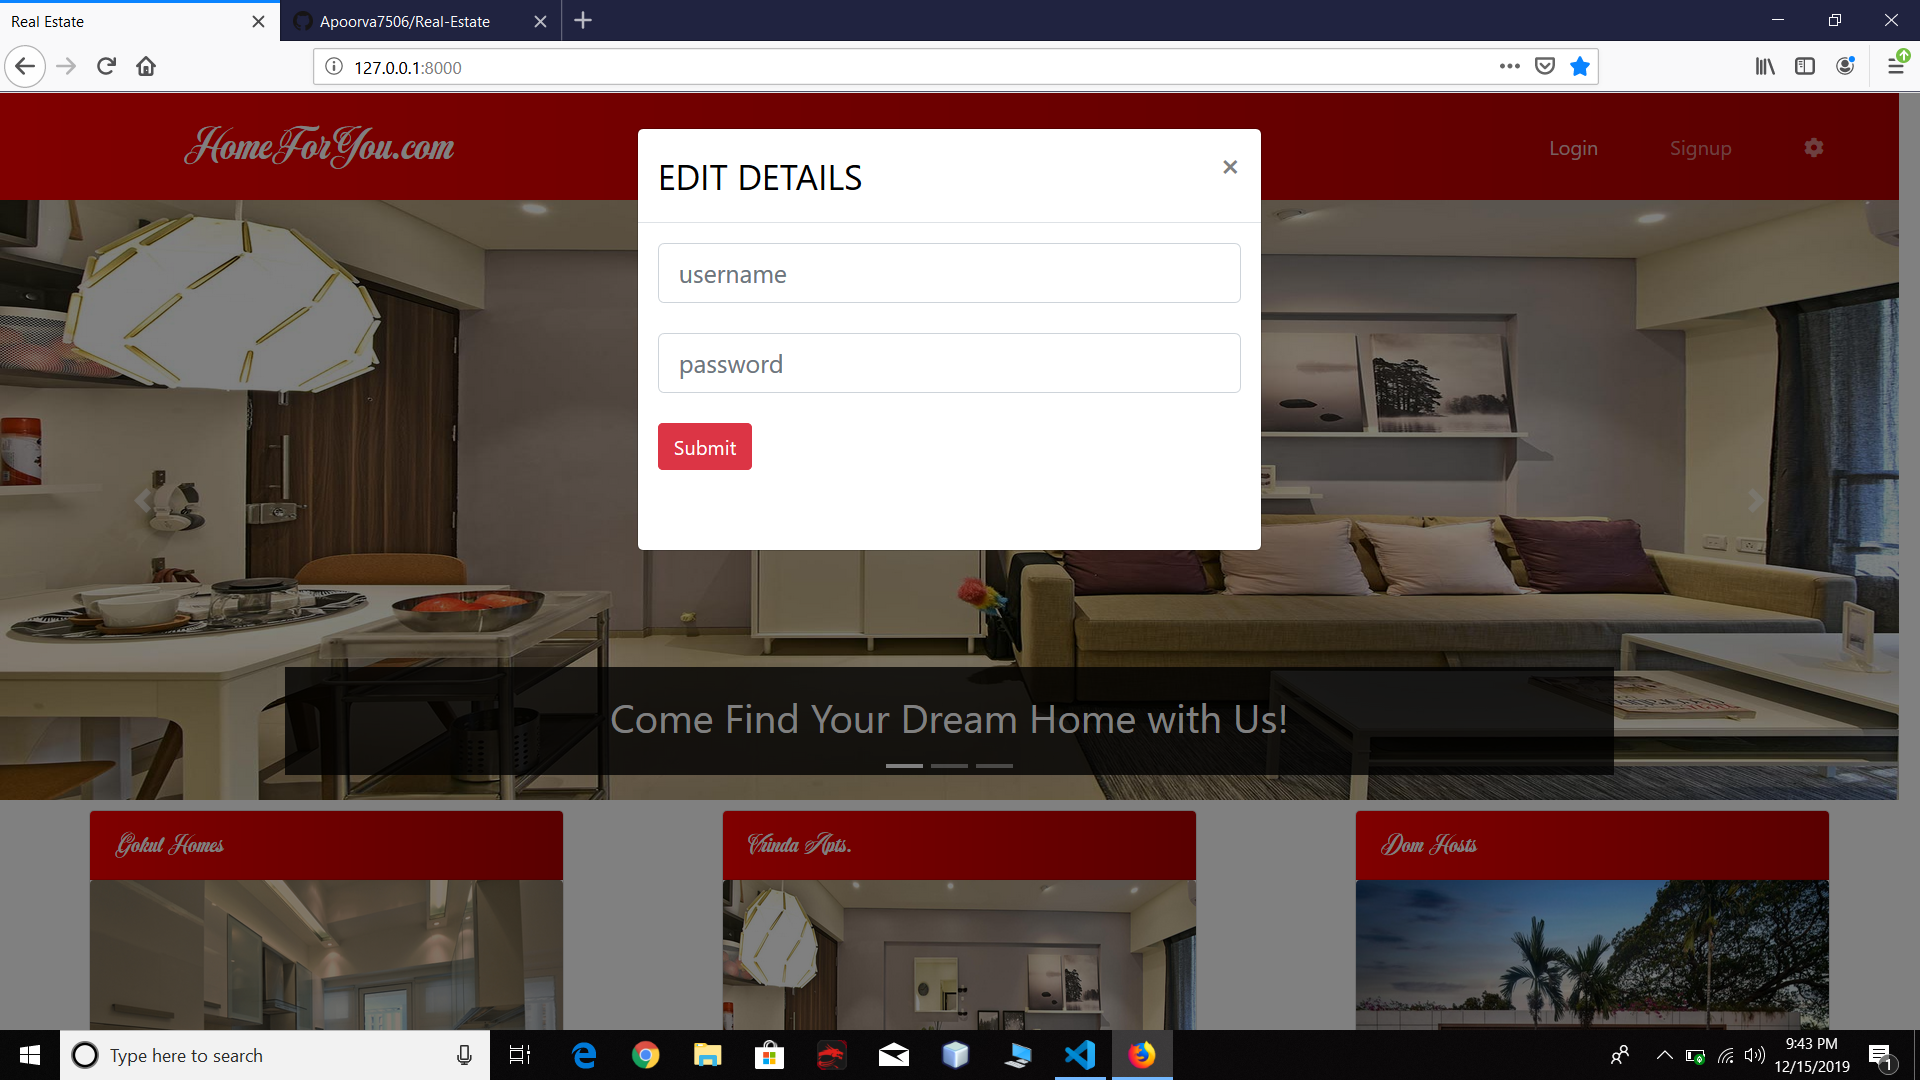 Real Estate
Apoorva7506/Real-Estate
127.0.0.1:8000
HomeForYou.com
Login
Signup
EDIT DETAILS
×
username
password
Submit
Come Find Your Dream Home with Us!
Gokul Homes
Vrinda Apts.
Dom Hosts
Type here to search
9:43 PM
12/15/2019
1